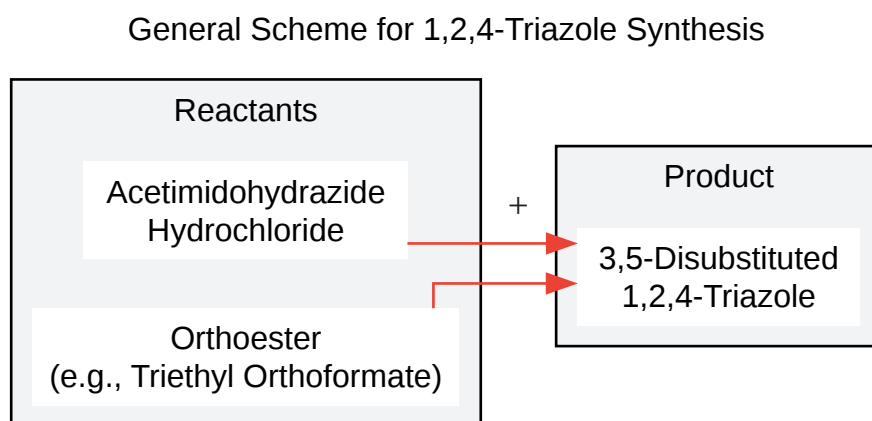 General Scheme for 1,2,4-Triazole Synthesis
Reactants
Acetimidohydrazide
Hydrochloride
+
Product
3,5-Disubstituted
1,2,4-Triazole
Orthoester
(e.g., Triethyl Orthoformate)